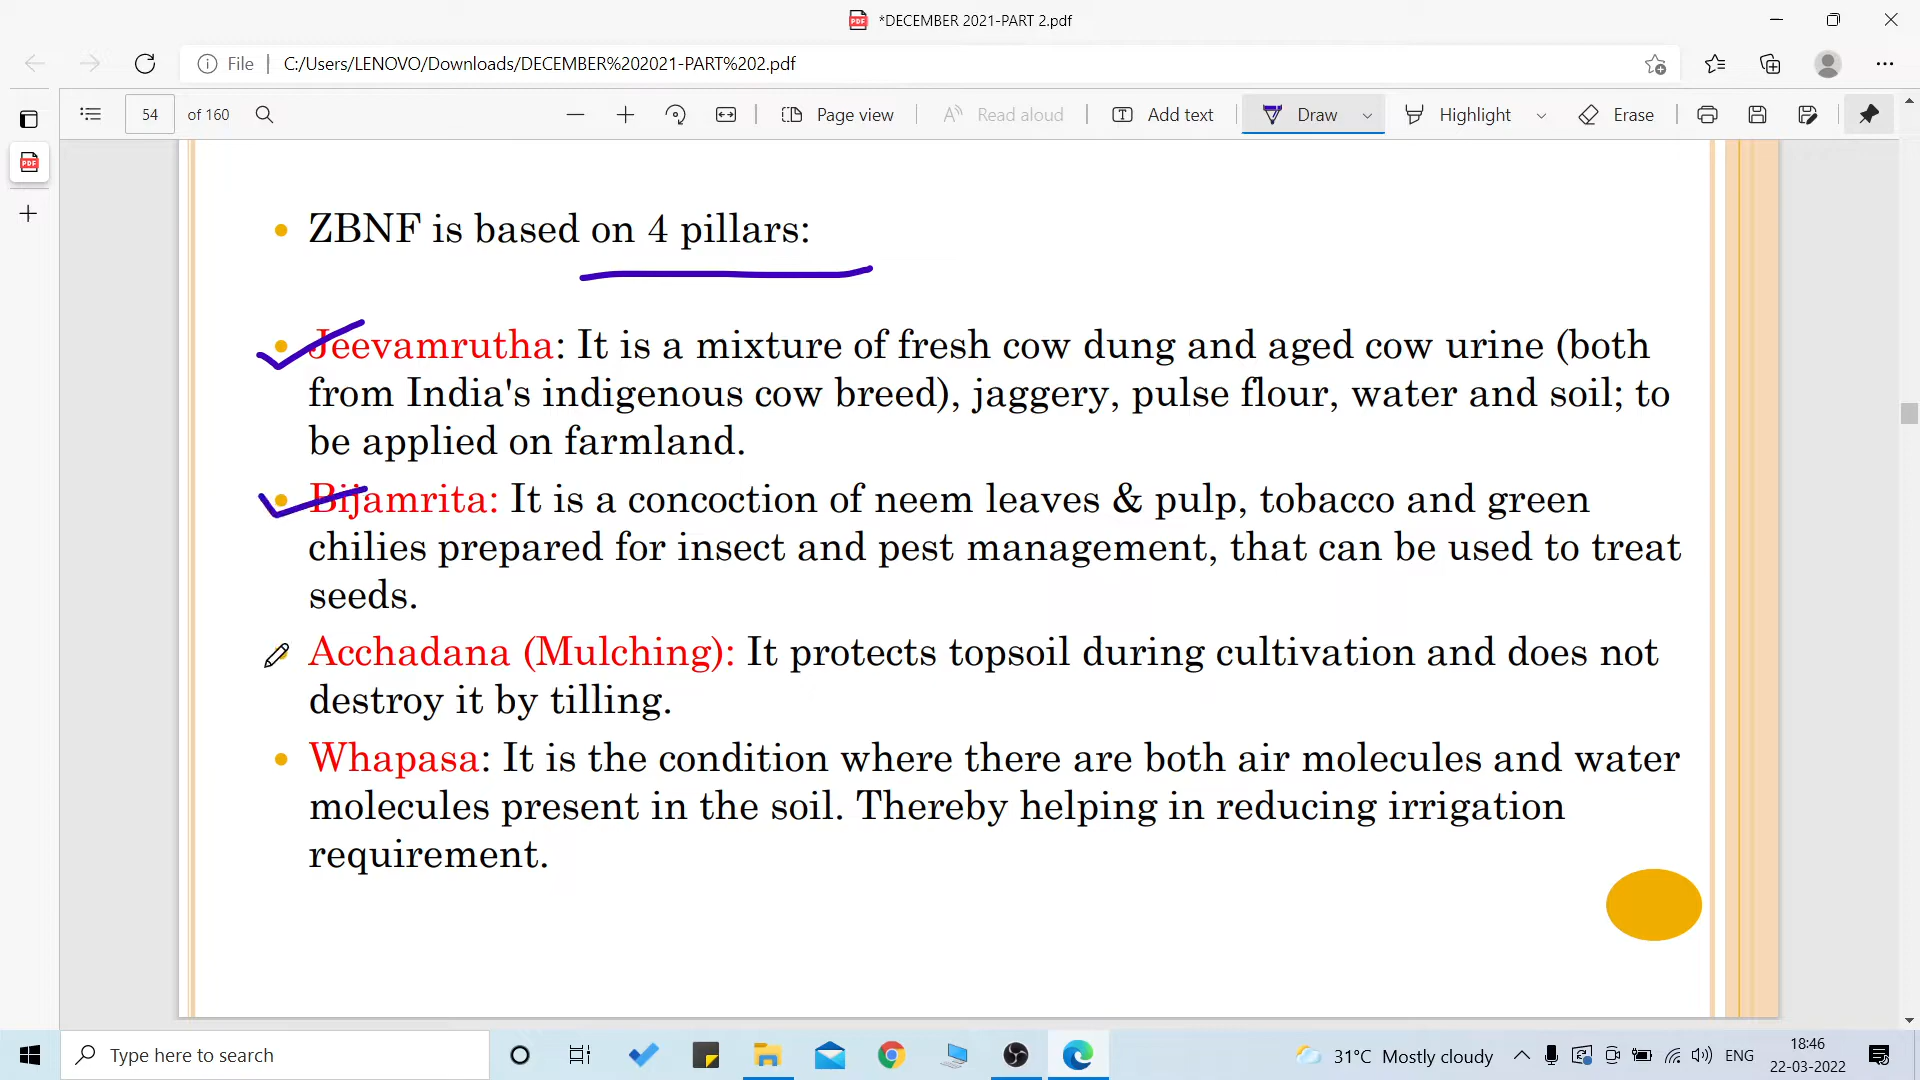 *DECEMBER 2021-PART 2.pdf
File
C:/Users/LENOVO/Downloads/DECEMBER%202021-PART%202.pdf
54 of 160
Page view
Read aloud
Add text
Draw
Highlight
Erase
ZBNF is based on 4 pillars:
Jeevamrutha: It is a mixture of fresh cow dung and aged cow urine (both
from India's indigenous cow breed), jaggery, pulse flour, water and soil; to
be applied on farmland.
Bijamrita: It is a concoction of neem leaves & pulp, tobacco and green
chilies prepared for insect and pest management, that can be used to treat
seeds.
Acchadana (Mulching): It protects topsoil during cultivation and does not
destroy it by tilling.
Whapasa: It is the condition where there are both air molecules and water
molecules present in the soil. Thereby helping in reducing irrigation
requirement.
Type here to search
31°C Mostly cloudy
ENG
18:46
22-03-2022